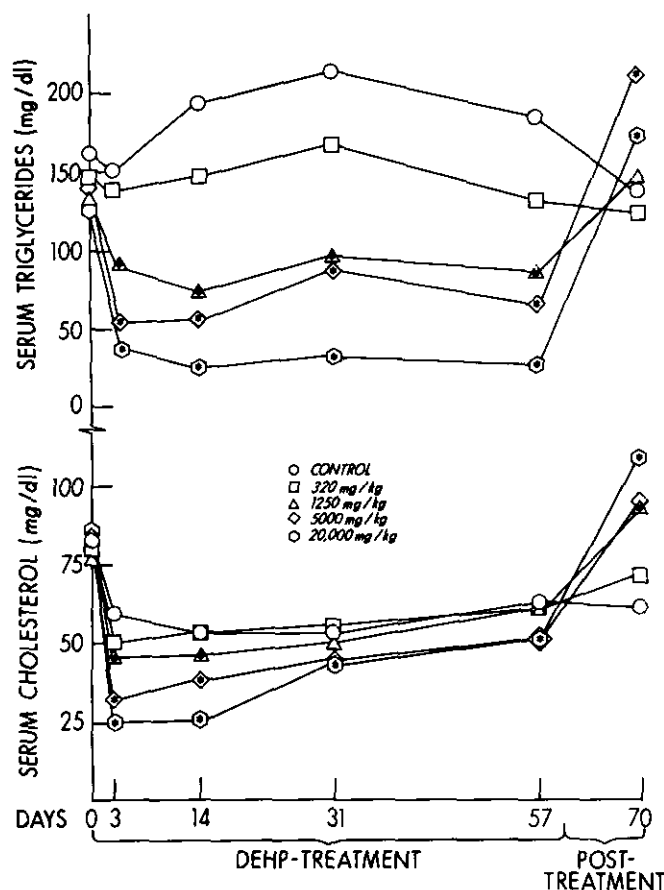 SERUM TRIGLYCERIDES (mg/dl)
200
150
100
50
0
SERUM CHOLESTEROL (mg/dl)
100
75
50
25
CONTROL
320 mg/kg
1250 mg/kg
5000 mg/kg
20,000 mg/kg
DAYS 0 3 14 31 57 70
DEHP-TREATMENT POST-
TREATMENT